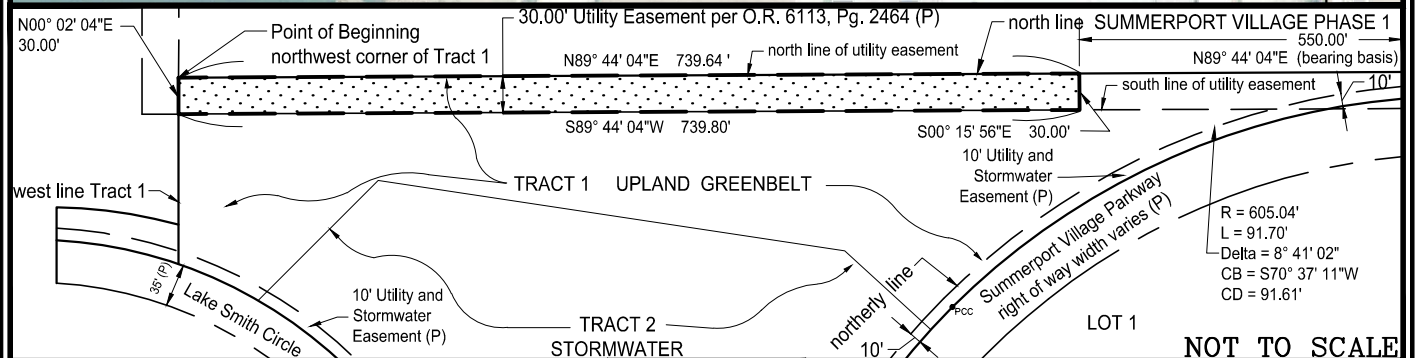 N00° 02' 04"E
30.00'
Point of Beginning
northwest corner of Tract 1
30.00' Utility Easement per O.R. 6113, Pg. 2464 (P)
north line
SUMMERPORT VILLAGE PHASE 1
550.00'
N89° 44' 04"E (bearing basis)
N89° 44' 04"E 739.64 '
north line of utility easement
south line of utility easement
10'
S89° 44' 04"W 739.80'
S00° 15' 56"E 30.00'
10' Utility and
Stormwater
Easement (P)
west line Tract 1
TRACT 1 UPLAND GREENBELT
Summerport Village Parkway
right of way width varies (P)
R = 605.04'
L = 91.70'
Delta = 8° 41' 02"
CB = S70° 37' 11"W
CD = 91.61'
35' (P)
Lake Smith Circle
10' Utility and
Stormwater
Easement (P)
northerly line
PCC
TRACT 2
STORMWATER
10'
LOT 1
NOT TO SCALE